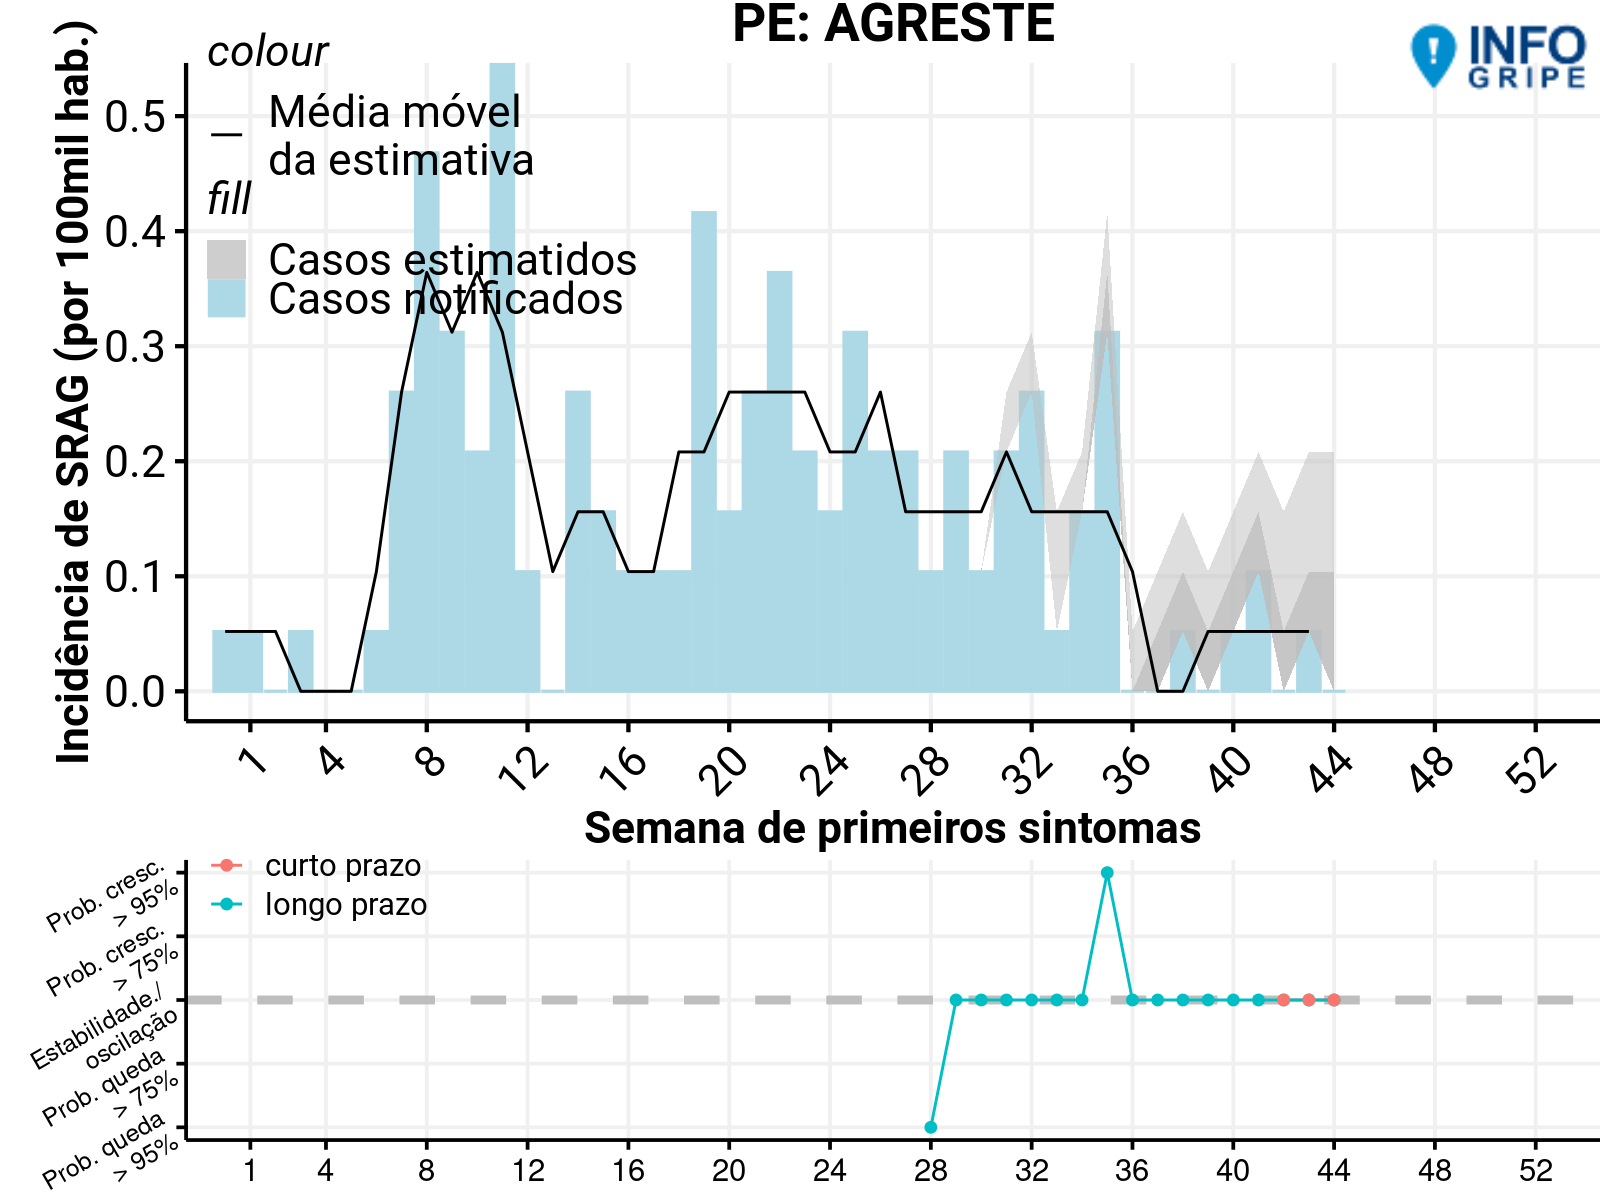 PE: AGRESTE
INFO
GRIPE
colour
Média móvel
da estimativa
fill
Casos estimatidos
Casos notificados
Incidência de SRAG (por 100mil hab.)
0.5
0.4
0.3
0.2
0.1
0.0
1 4 8 12 16 20 24 28 32 36 40 44 48 52
Semana de primeiros sintomas
curto prazo
longo prazo
Prob. cresc.
> 95%
Prob. cresc.
> 75%
Estabilidade./
oscilação
Prob. queda
> 75%
Prob. queda
> 95%
1 4 8 12 16 20 24 28 32 36 40 44 48 52